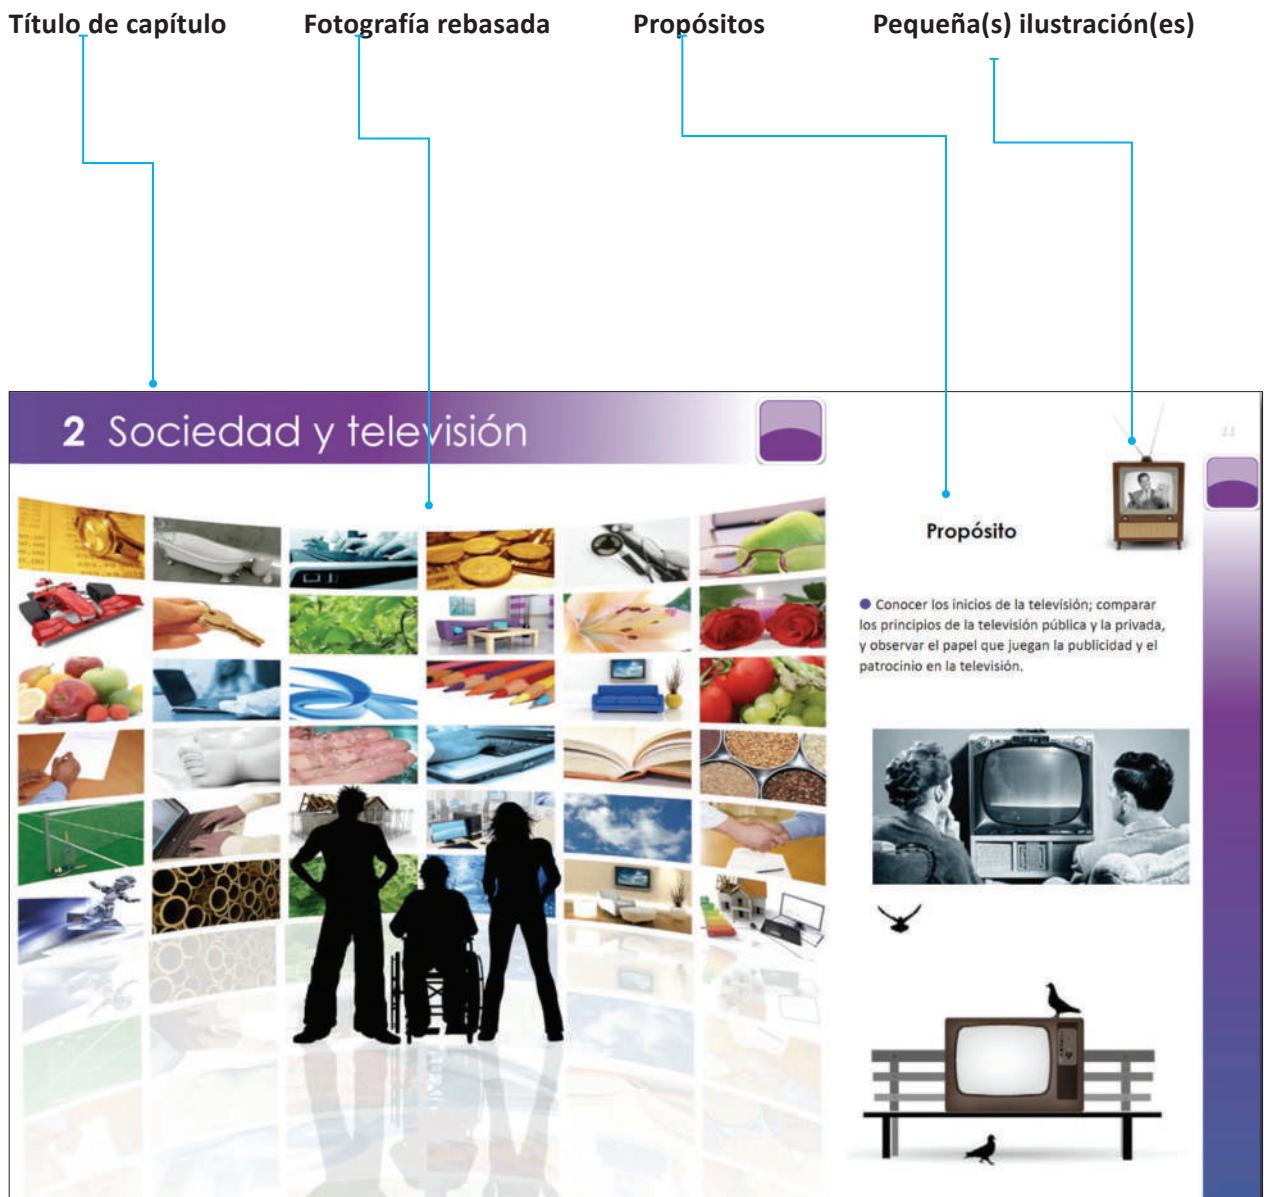 Título de capítulo
Fotografía rebasada
Propósitos
Pequeña(s) ilustración(es)
2 Sociedad y televisión
11
Propósito
Conocer los inicios de la televisión; comparar
los principios de la televisión pública y la privada,
y observar el papel que juegan la publicidad y el
patrocinio en la televisión.